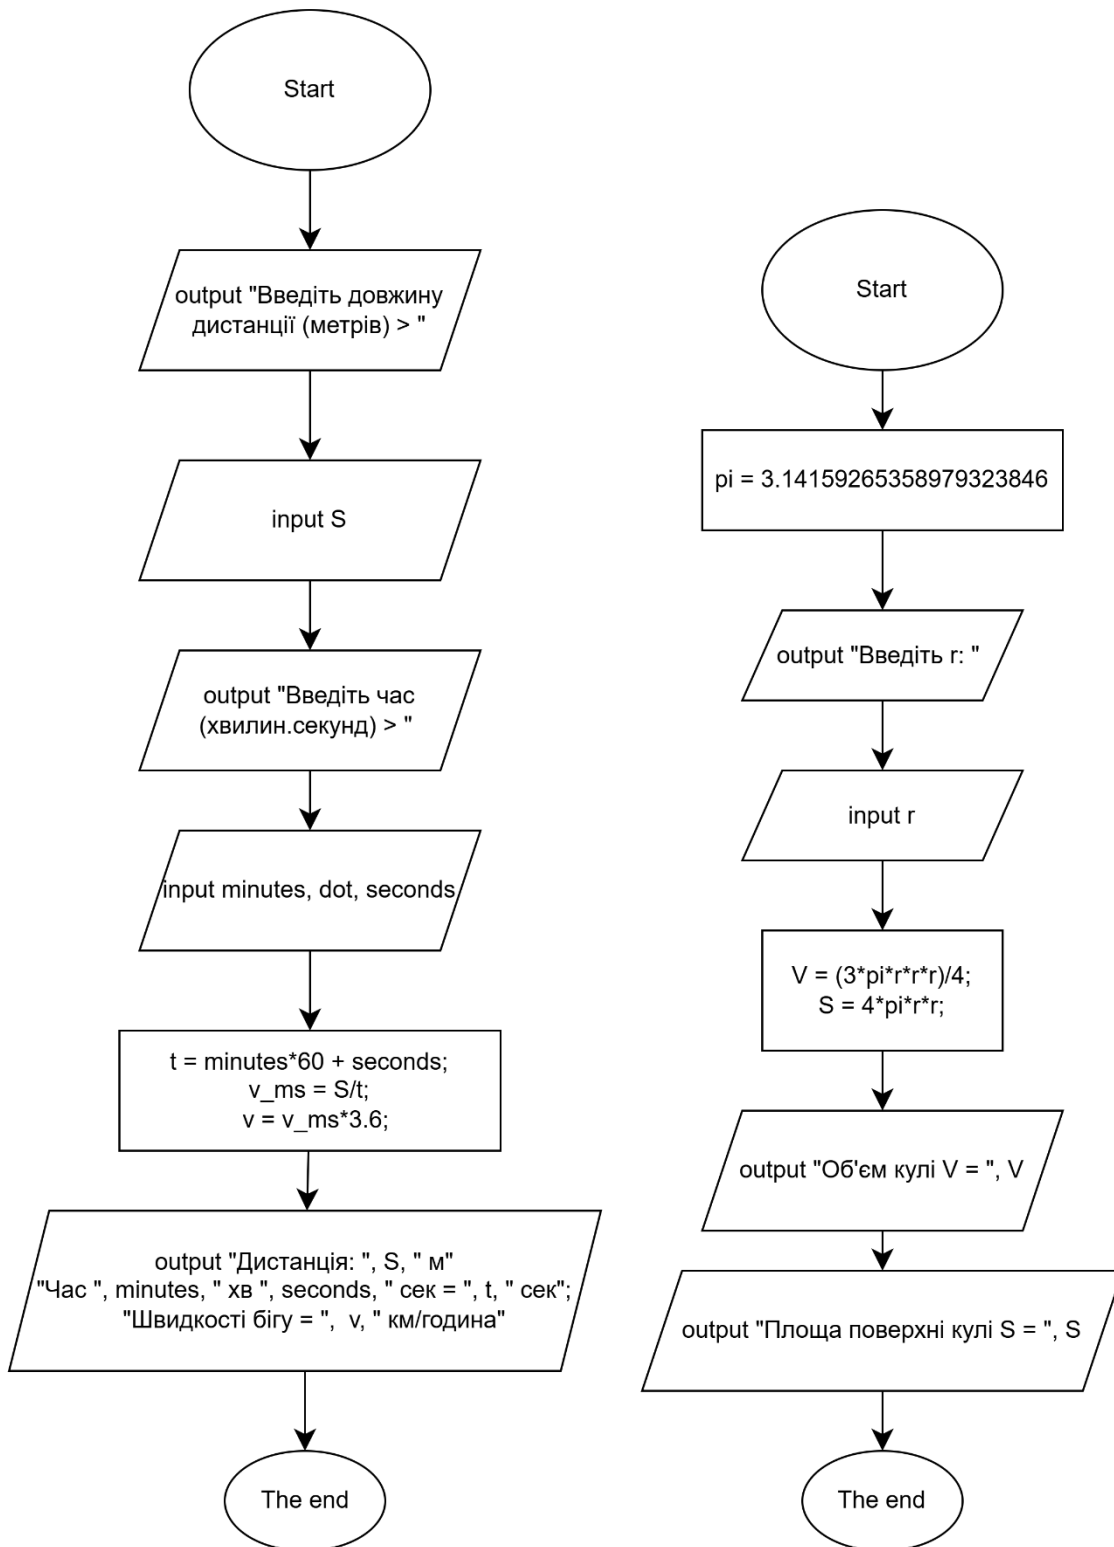 Start
output "Введіть довжину
дистанції (метрів) > "
input S
output "Введіть час
(хвилин.секунд) > "
input minutes, dot, seconds
t = minutes*60 + seconds;
v_ms = S/t;
v = v_ms*3.6;
output "Дистанція: ", S, " м"
"Час ", minutes, " хв ", seconds, " сек = ", t, " сек";
"Швидкості бігу = ",  v, " км/година"
The end
Start
pi = 3.14159265358979323846
output "Введіть r: "
input r
V = (3*pi*r*r*r)/4;
S = 4*pi*r*r;
output "Об'єм кулі V = ", V
output "Площа поверхні кулі S = ", S
The end